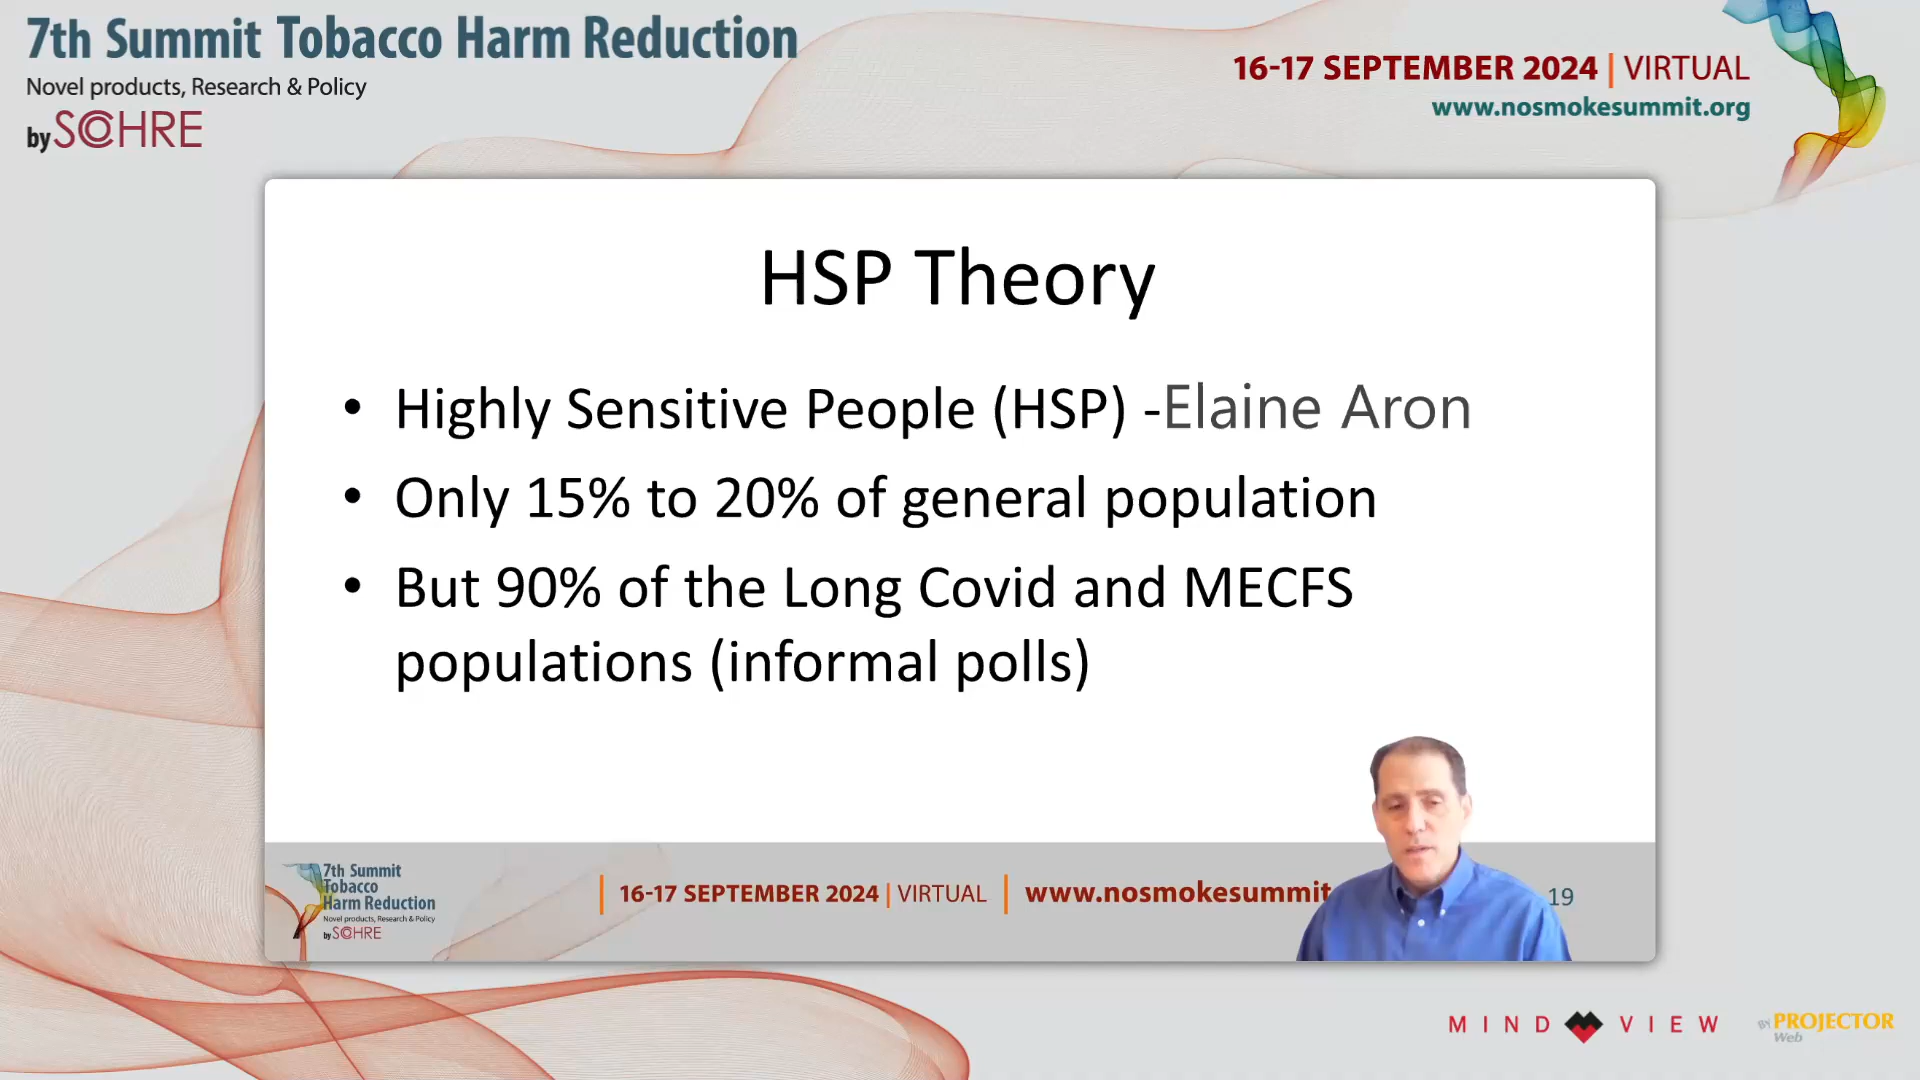 7th Summit Tobacco Harm Reduction
Novel products, Research & Policy
by SCOHRE
16-17 SEPTEMBER 2024 | VIRTUAL
www.nosmokesummit.org
HSP Theory
• Highly Sensitive People (HSP) -Elaine Aron
• Only 15% to 20% of general population
• But 90% of the Long Covid and MECFS
populations (informal polls)
7th Summit
Tobacco
Harm Reduction
Novel products, Research & Policy
by SCOHRE
| 16-17 SEPTEMBER 2024 | VIRTUAL | www.nosmokesummit
19
MIND VIEW
BY PROJECTOR
Web